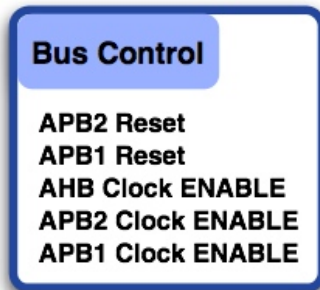 Bus Control
APB2 Reset
APB1 Reset
AHB Clock ENABLE
APB2 Clock ENABLE
APB1 Clock ENABLE